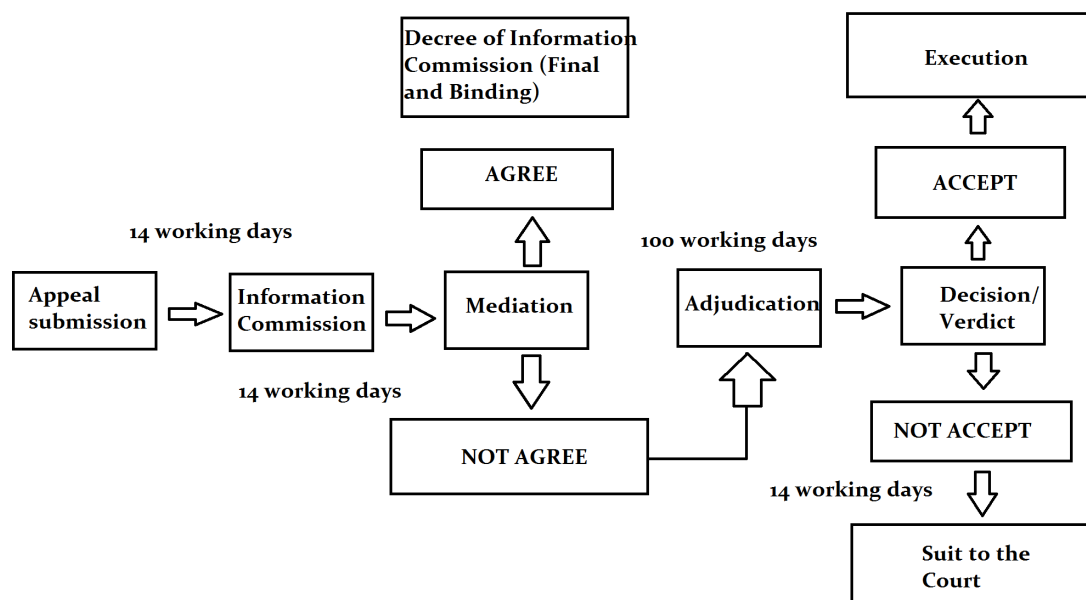 Decree of Information
Commission (Final
and Binding)
Execution
AGREE
ACCEPT
14 working days
100 working days
Appeal
submission
Information
Commission
Mediation
Adjudication
Decision/
Verdict
14 working days
NOT AGREE
NOT ACCEPT
14 working days
Suit to the
Court